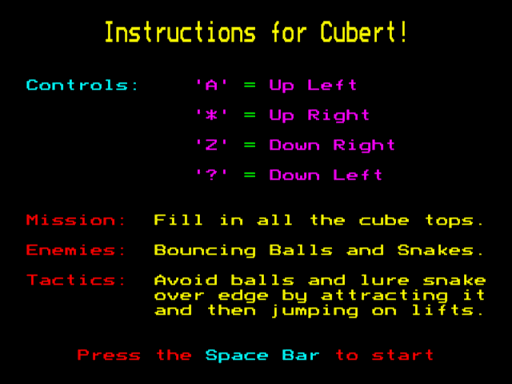 Instructions for Cubert!
Controls: 'A' = Up Left
'*' = Up Right
'Z' = Down Right
'?' = Down Left
Mission: Fill in all the cube tops.
Enemies: Bouncing Balls and Snakes.
Tactics: Avoid balls and lure snake
over edge by attracting it
and then jumping on lifts.
Press the Space Bar to start